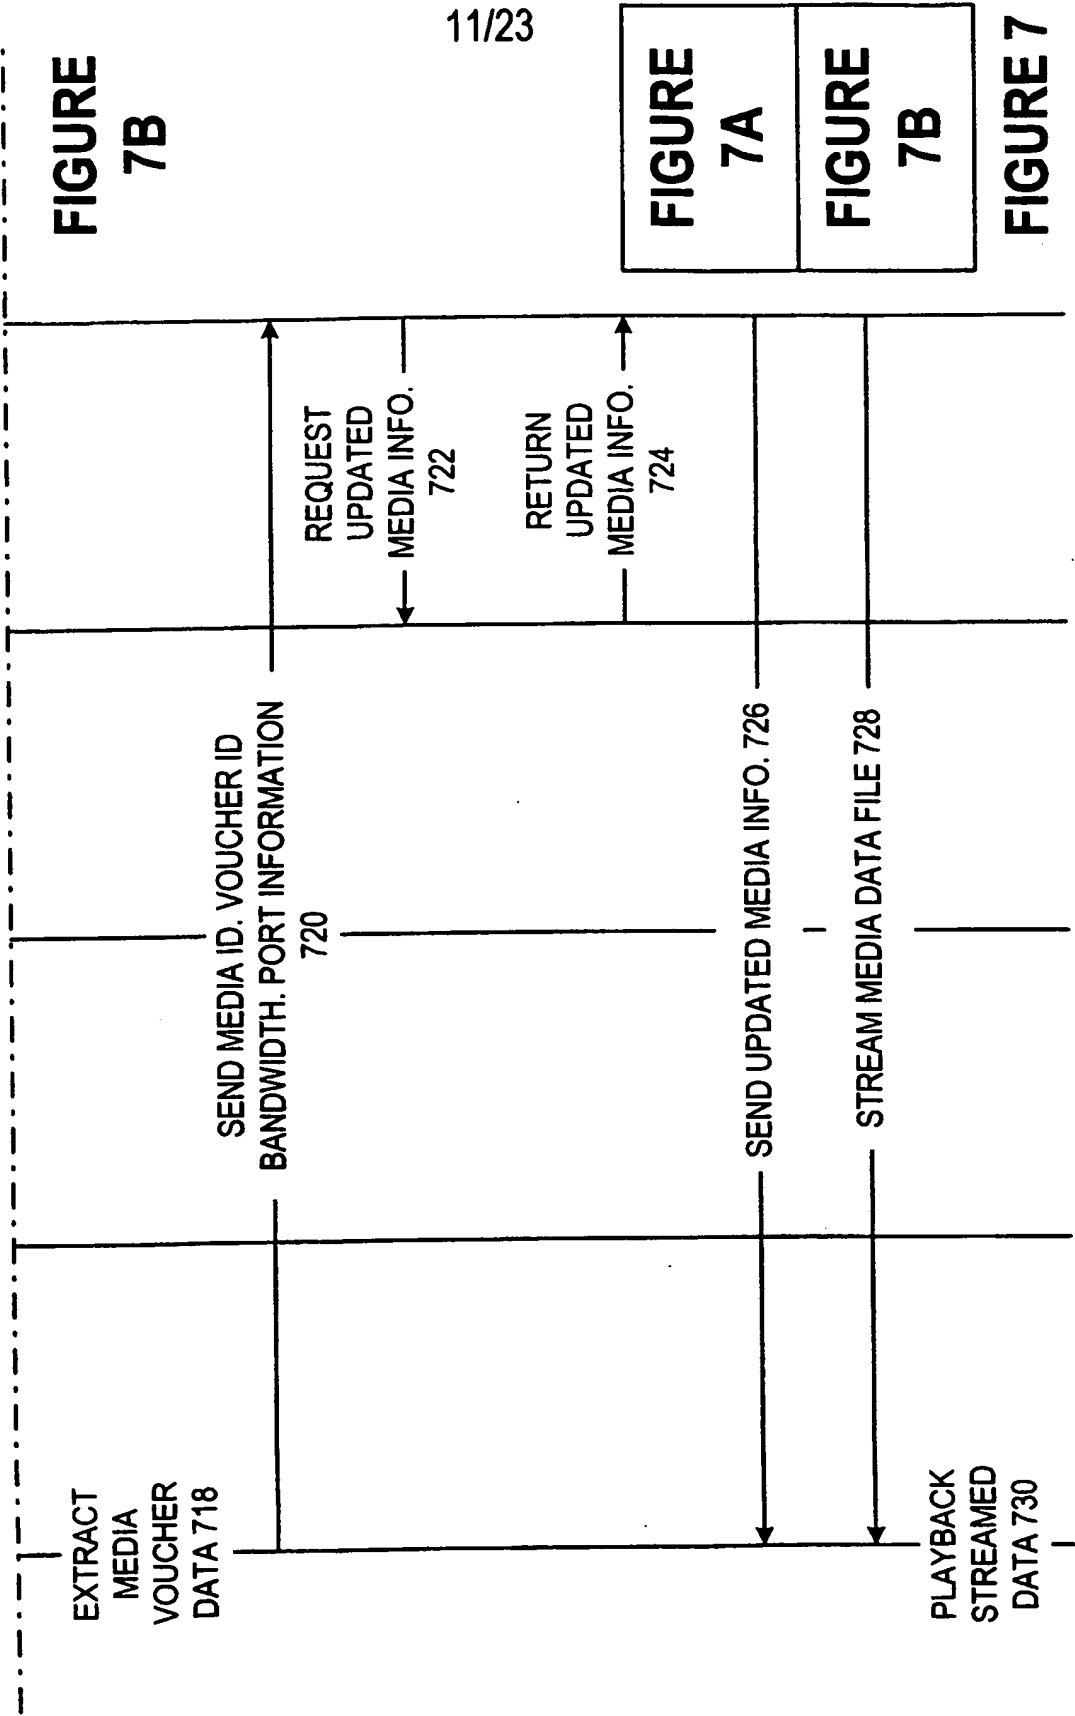 11/23
FIGURE
7B
EXTRACT
MEDIA
VOUCHER
DATA 718
SEND MEDIA ID. VOUCHER ID
BANDWIDTH. PORT INFORMATION
720
REQUEST
UPDATED
MEDIA INFO.
722
RETURN
UPDATED
MEDIA INFO.
724
SEND UPDATED MEDIA INFO. 726
STREAM MEDIA DATA FILE 728
PLAYBACK
STREAMED
DATA 730
FIGURE
7A
FIGURE
7B
FIGURE 7